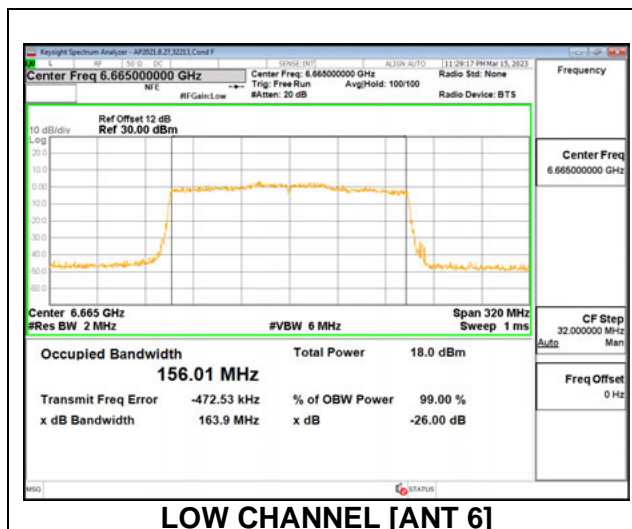 Keysight Spectrum Analyzer - AP2021.8.27,32213,Cond F
L RF 50 Ω DC SENSE:INT ALIGN AUTO 11:29:17 PM Mar 15, 2023
Center Freq 6.665000000 GHz Center Freq: 6.665000000 GHz Radio Std: None Frequency
NFE Trig: Free Run Avg|Hold: 100/100
#IFGain:Low #Atten: 20 dB Radio Device: BTS
Ref Offset 12 dB
10 dB/div Ref 30.00 dBm
Log
20.0
10.0
0.00
-10.0
-20.0
-30.0
-40.0
-50.0
-60.0
Center Freq
6.665000000 GHz
Center 6.665 GHz Span 320 MHz
#Res BW 2 MHz #VBW 6 MHz Sweep 1 ms
CF Step
32.000000 MHz
Auto Man
Occupied Bandwidth Total Power 18.0 dBm
156.01 MHz
Transmit Freq Error -472.53 kHz % of OBW Power 99.00 %
x dB Bandwidth 163.9 MHz x dB -26.00 dB
Freq Offset
0 Hz
MSG STATUS
LOW CHANNEL [ANT 6]